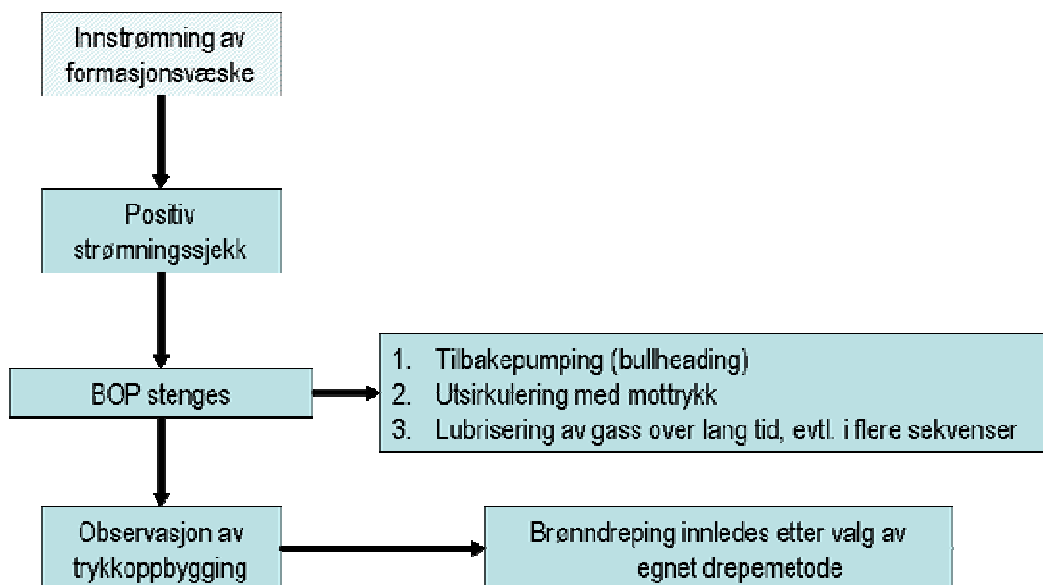 Innstrømning av
formasjonsvæske
Positiv
strømningssjekk
BOP stenges
1. Tilbakepumping (bullheading)
2. Utsirkulering med mottrykk
3. Lubrisering av gass over lang tid, evtl. i flere sekvenser
Observasjon av
trykkoppbygging
Brønndreping innledes etter valg av
egnet drepemetode